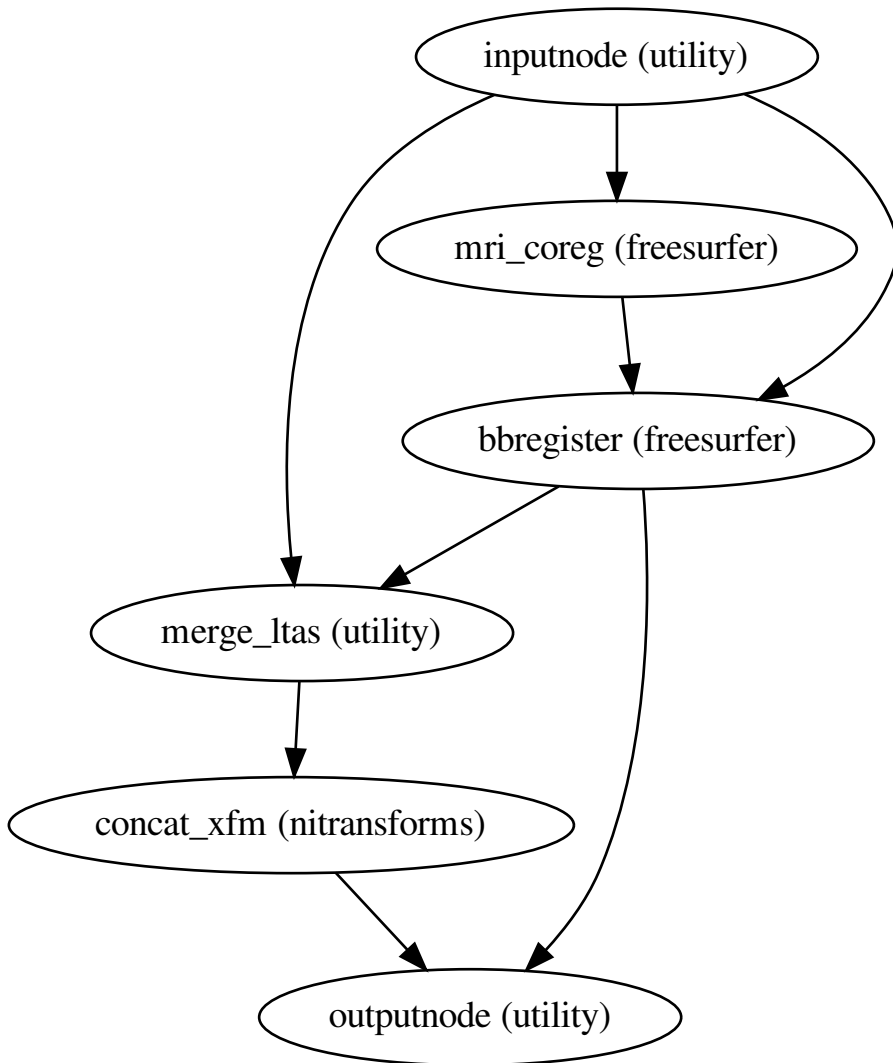 inputnode (utility)
mri_coreg (freesurfer)
bbregister (freesurfer)
merge_ltas (utility)
concat_xfm (nitransforms)
outputnode (utility)